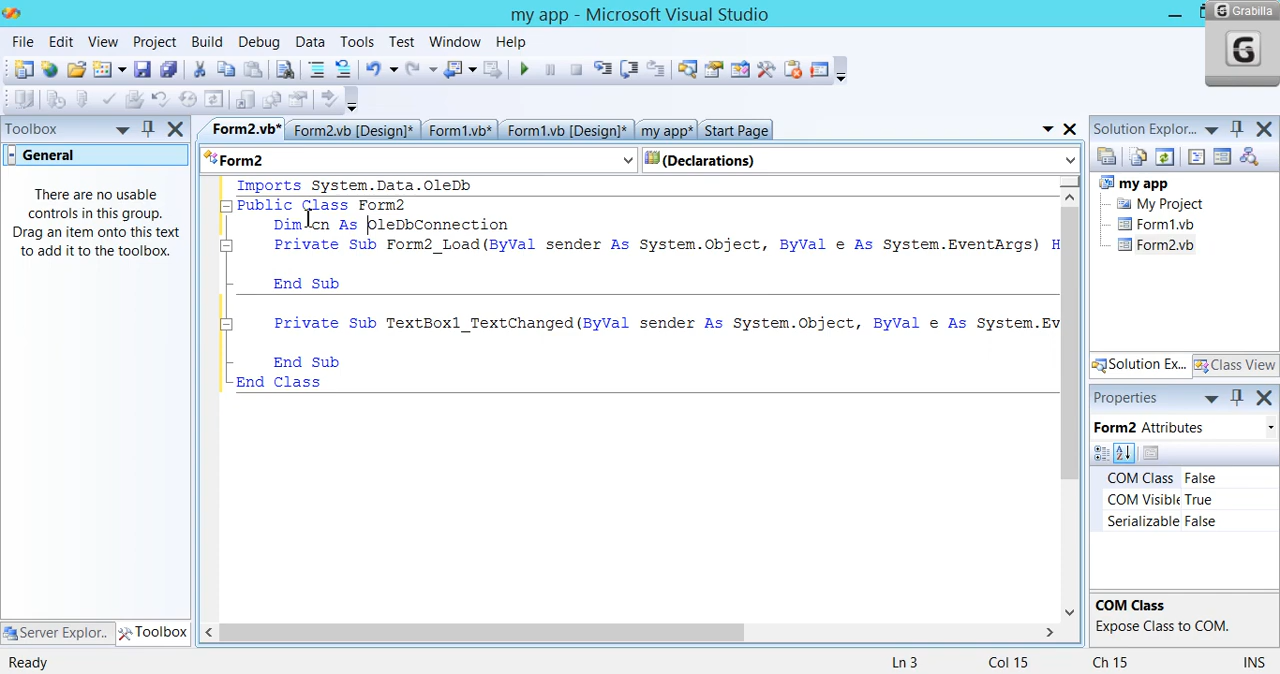 my app - Microsoft Visual Studio
Grabilla
File Edit View Project Build Debug Data Tools Test Window Help
Toolbox
General
There are no usable
controls in this group.
Drag an item onto this text
to add it to the toolbox.
Server Explor..
Toolbox
Form2.vb* Form2.vb [Design]* Form1.vb* Form1.vb [Design]* my app* Start Page
Form2
(Declarations)
Imports System.Data.OleDb
Public Class Form2
Dim cn As OleDbConnection
Private Sub Form2_Load(ByVal sender As System.Object, ByVal e As System.EventArgs) H
End Sub
Private Sub TextBox1_TextChanged(ByVal sender As System.Object, ByVal e As System.Ev
End Sub
End Class
Solution Explor...
my app
My Project
Form1.vb
Form2.vb
Solution Ex...
Class View
Properties
Form2 Attributes
COM Class False
COM Visible True
Serializable False
COM Class
Expose Class to COM.
Ready
Ln 3
Col 15
Ch 15
INS